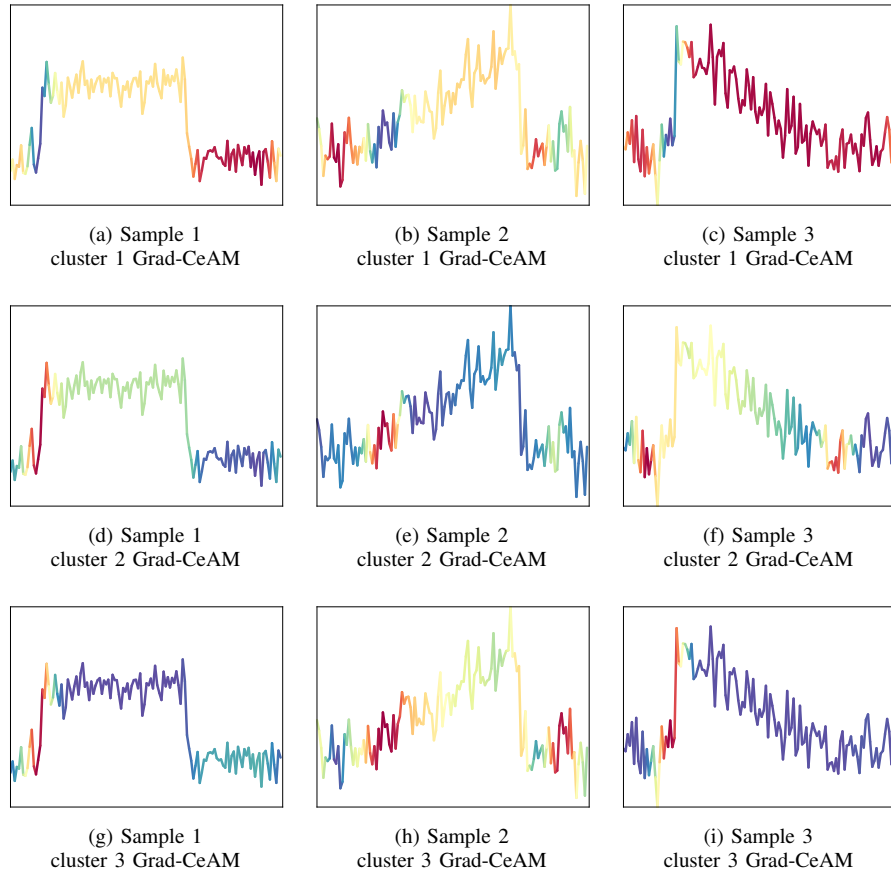 (a) Sample 1
cluster 1 Grad-CeAM
(b) Sample 2
cluster 1 Grad-CeAM
(c) Sample 3
cluster 1 Grad-CeAM
(d) Sample 1
cluster 2 Grad-CeAM
(e) Sample 2
cluster 2 Grad-CeAM
(f) Sample 3
cluster 2 Grad-CeAM
(g) Sample 1
cluster 3 Grad-CeAM
(h) Sample 2
cluster 3 Grad-CeAM
(i) Sample 3
cluster 3 Grad-CeAM